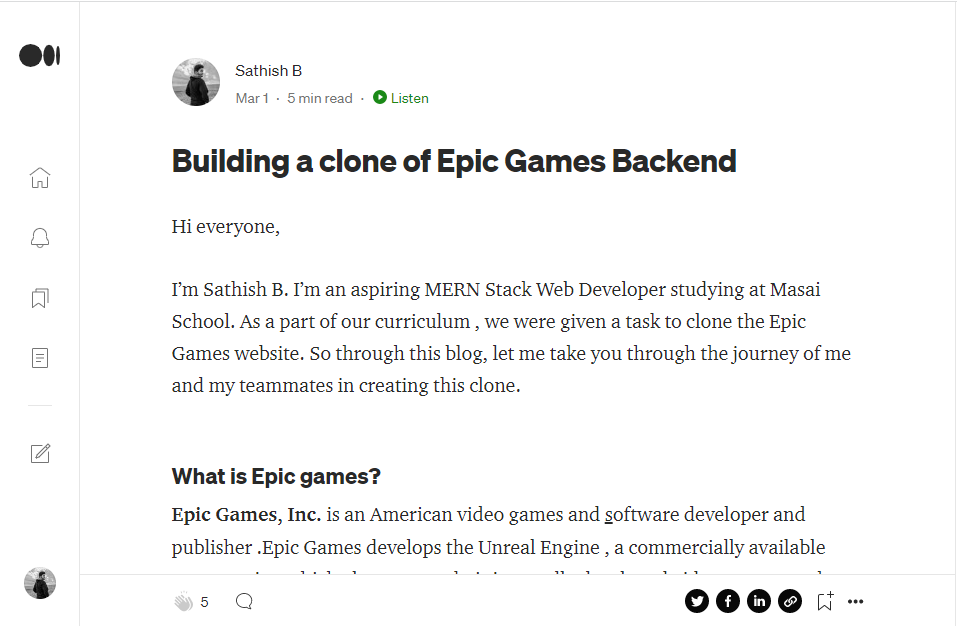 Sathish B
Mar 1 · 5 min read · Listen
Building a clone of Epic Games Backend
Hi everyone,
I'm Sathish B. I'm an aspiring MERN Stack Web Developer studying at Masai
School. As a part of our curriculum , we were given a task to clone the Epic
Games website. So through this blog, let me take you through the journey of me
and my teammates in creating this clone.
What is Epic games?
Epic Games, Inc. is an American video games and software developer and
publisher .Epic Games develops the Unreal Engine , a commercially available
5